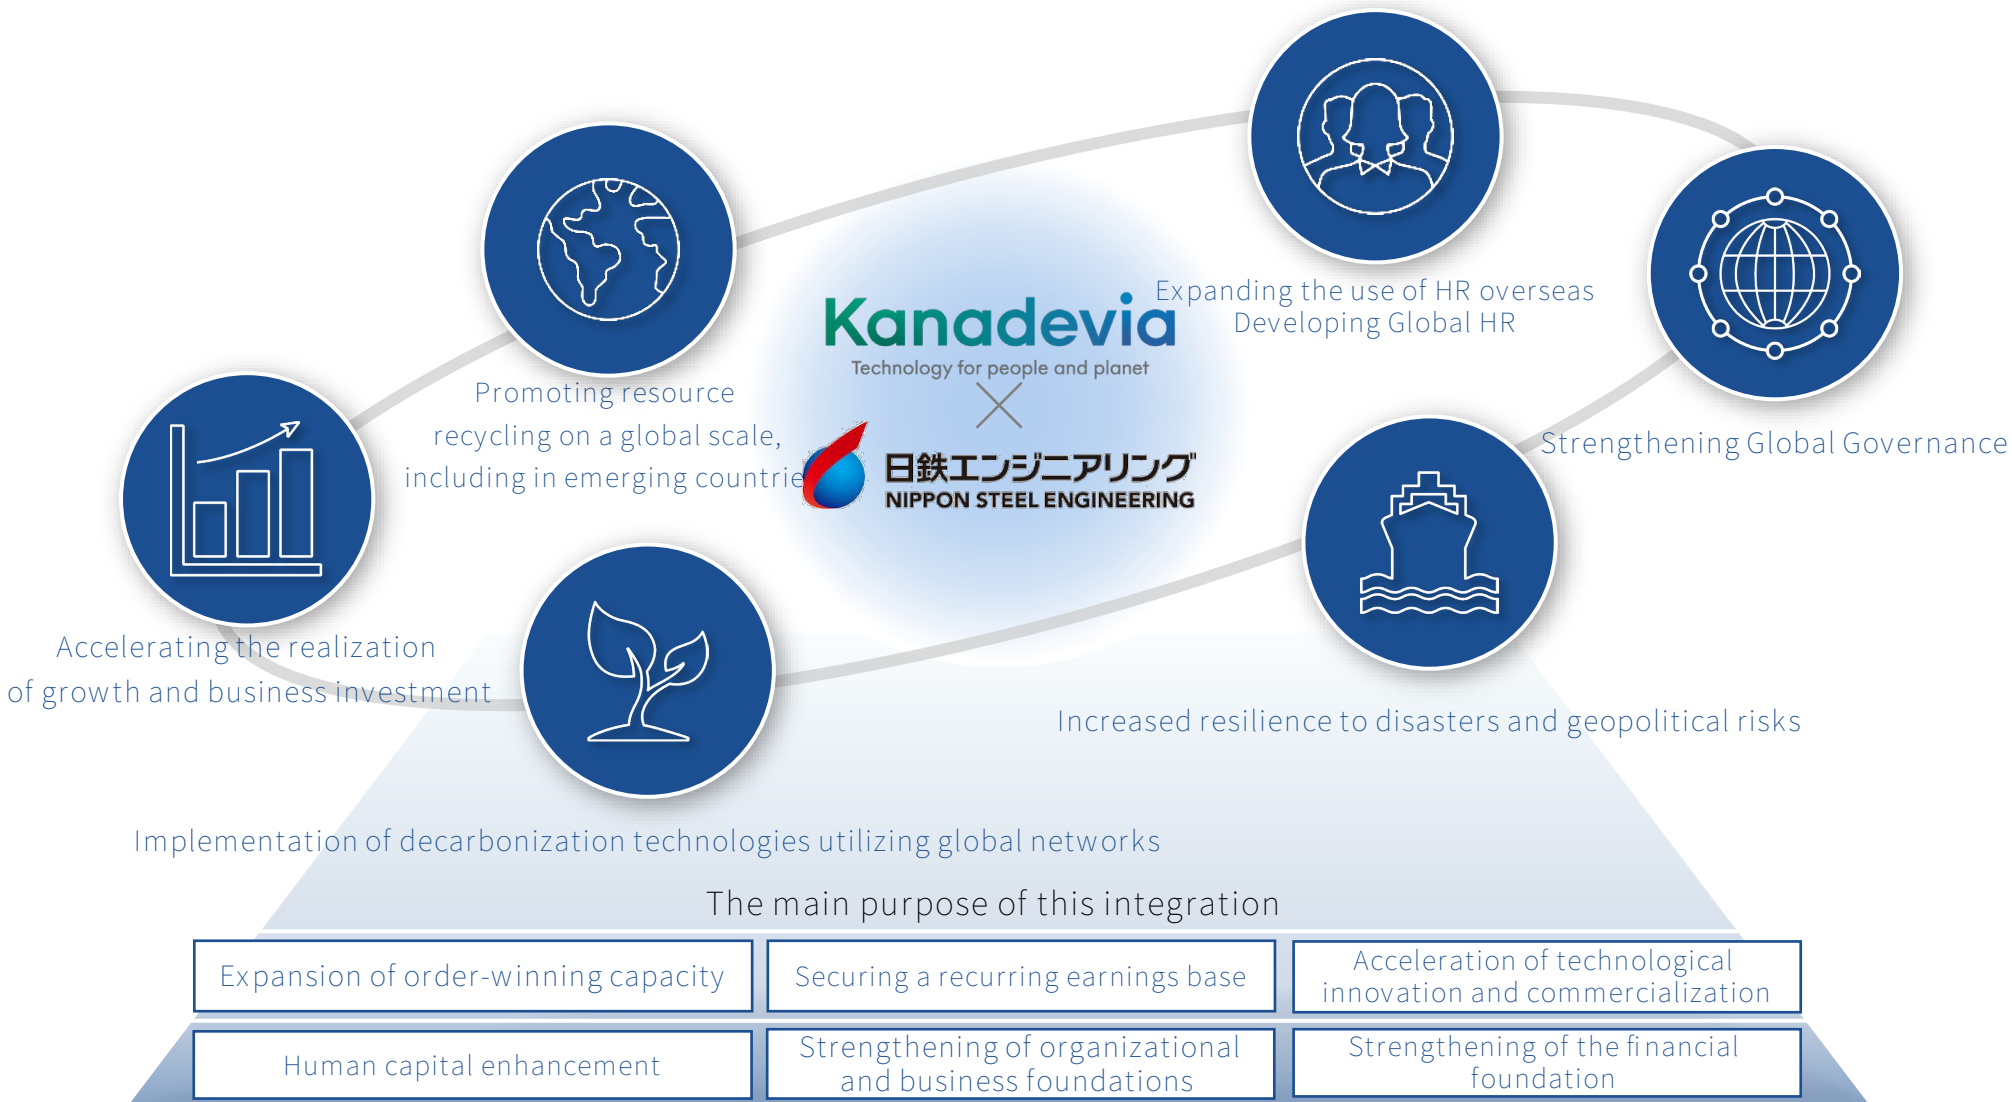 Kanadevia
Technology for people and planet
日鉄エンジニアリング
NIPPON STEEL ENGINEERING
Expanding the use of HR overseas
Developing Global HR
Promoting resource
recycling on a global scale,
including in emerging countrie
Strengthening Global Governance
Accelerating the realization
of growth and business investment
Increased resilience to disasters and geopolitical risks
Implementation of decarbonization technologies utilizing global networks
The main purpose of this integration
Expansion of order-winning capacity
Securing a recurring earnings base
Acceleration of technological
innovation and commercialization
Human capital enhancement
Strengthening of organizational
and business foundations
Strengthening of the financial
foundation